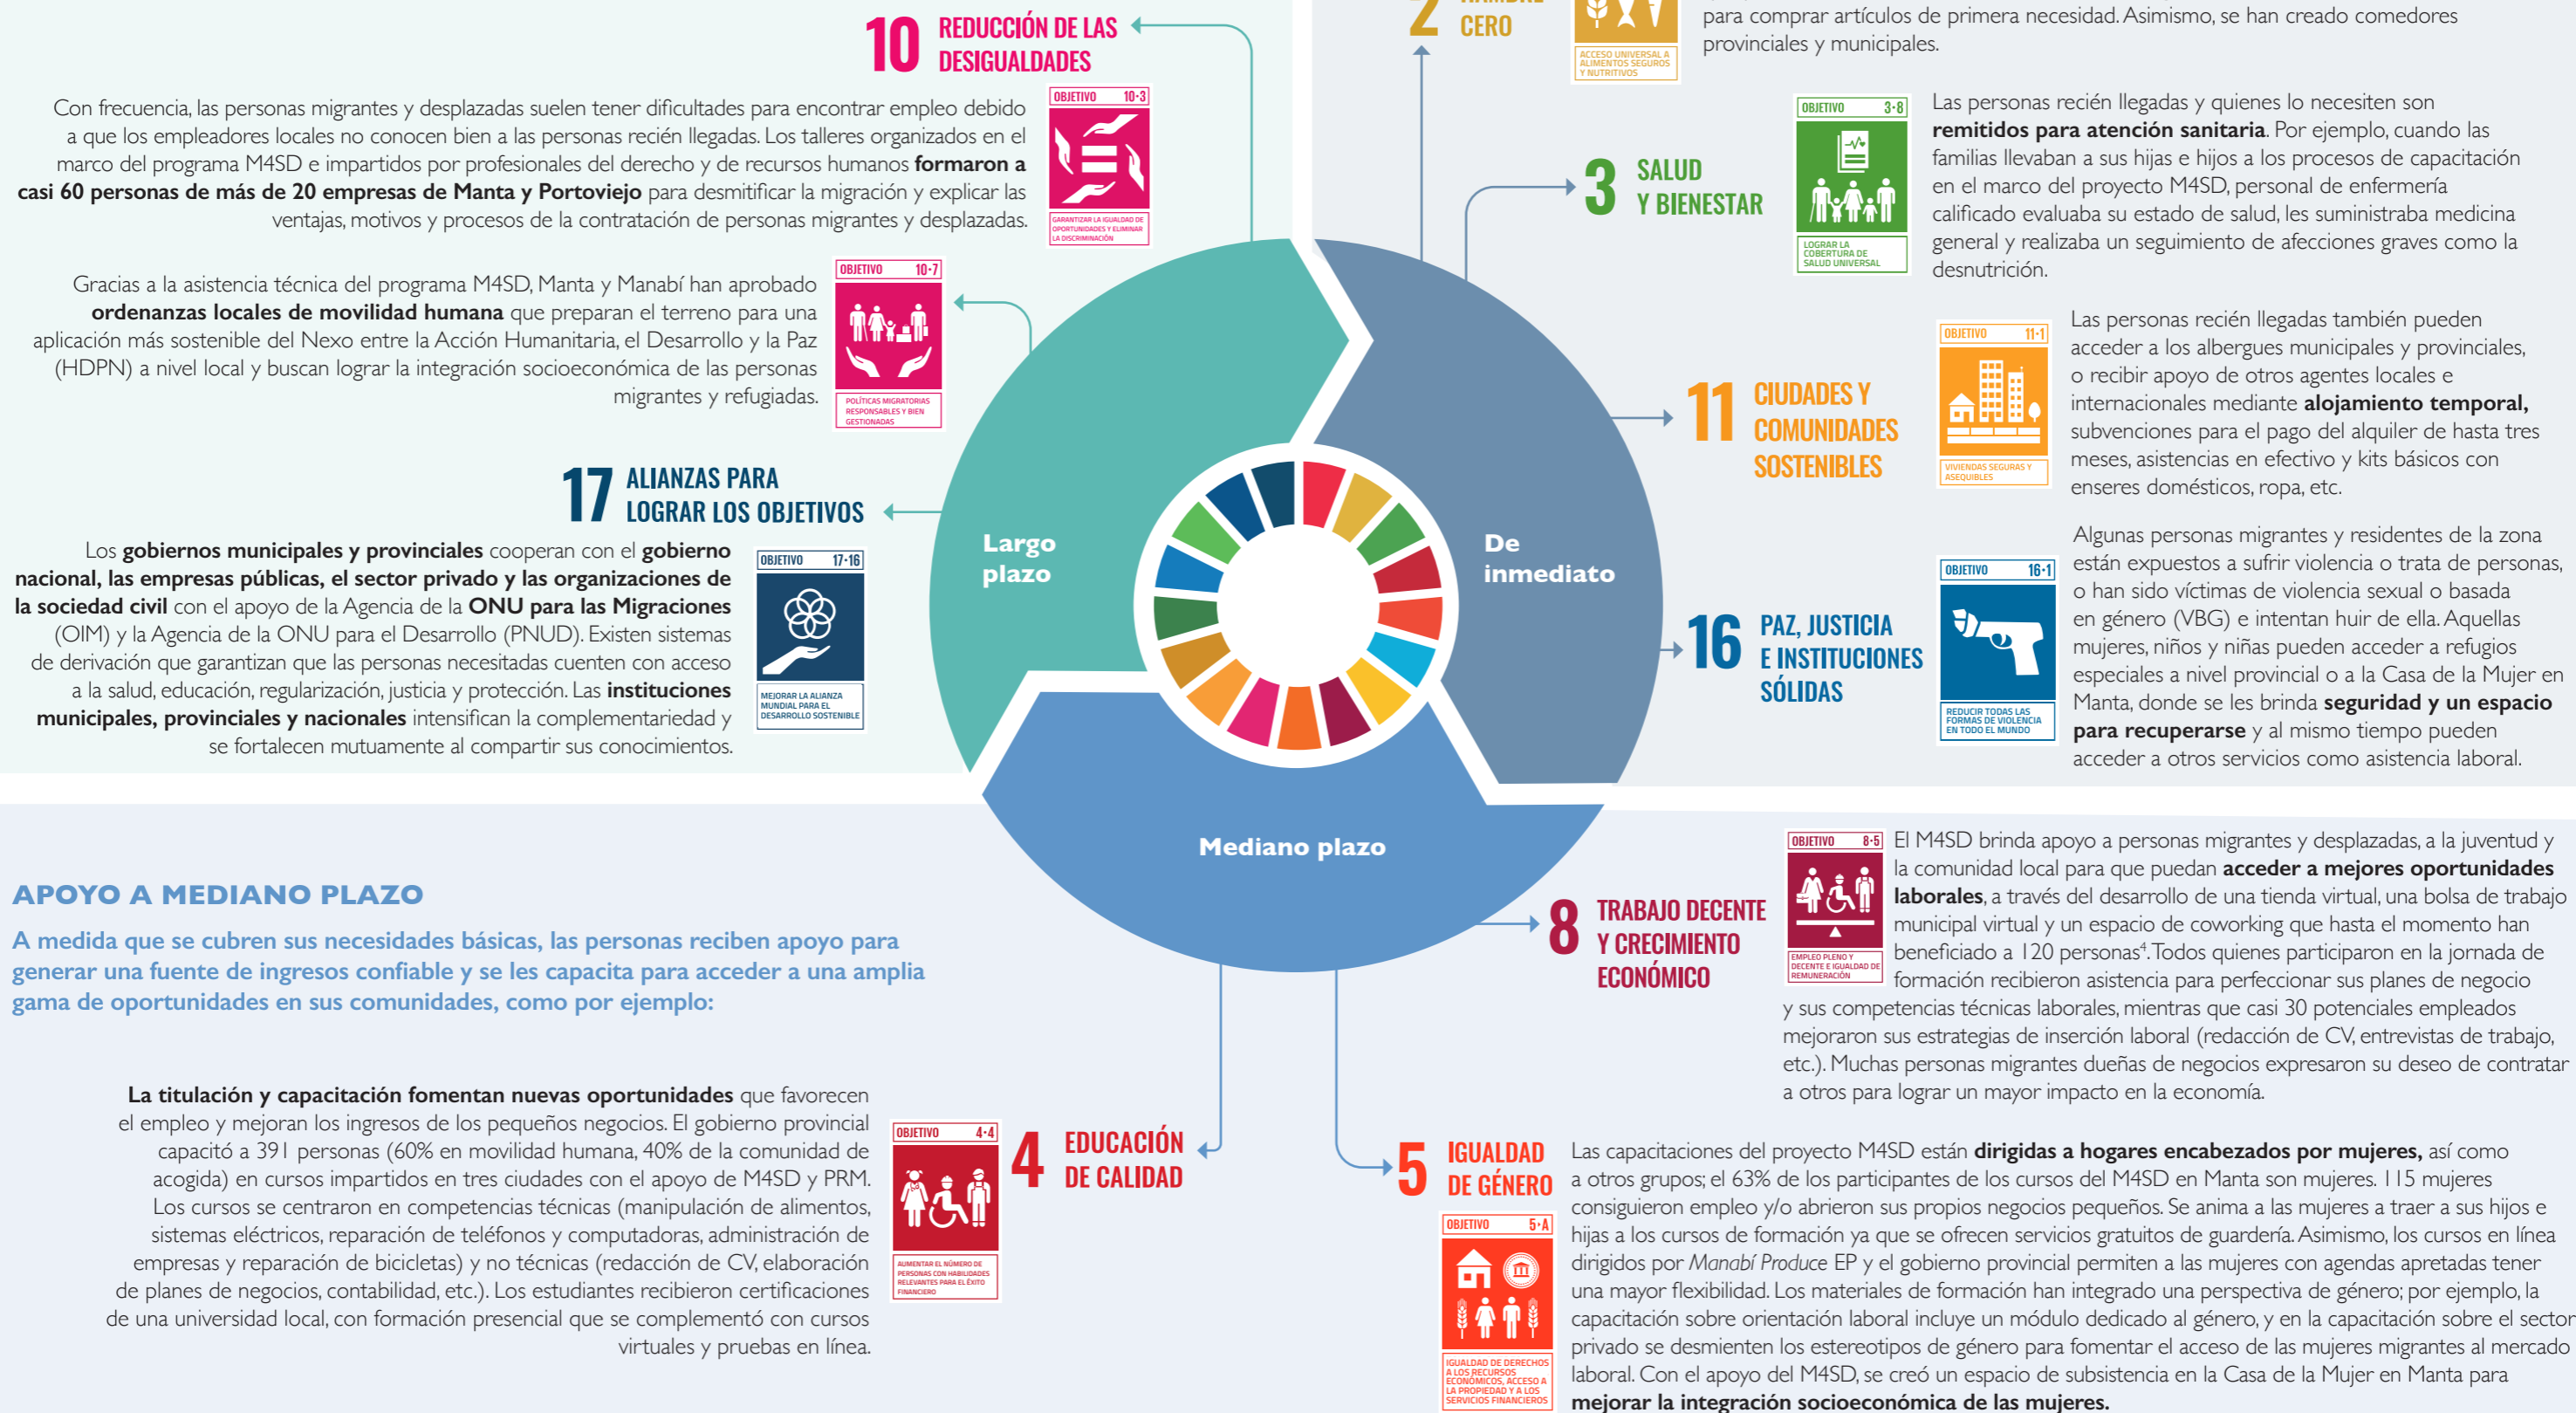 10 REDUCCIÓN DE LAS
DESIGUALDADES
Con frecuencia, las personas migrantes y desplazadas suelen tener dificultades para encontrar empleo debido
a que los empleadores locales no conocen bien a las personas recién llegadas. Los talleres organizados en el
marco del programa M4SD e impartidos por profesionales del derecho y de recursos humanos formaron a
casi 60 personas de más de 20 empresas de Manta y Portoviejo para desmitificar la migración y explicar las
ventajas, motivos y procesos de la contratación de personas migrantes y desplazadas.
OBJETIVO 10·3
GARANTIZAR LA IGUALDAD DE
OPORTUNIDADES Y ELIMINAR
LA DISCRIMINACIÓN
Gracias a la asistencia técnica del programa M4SD, Manta y Manabí han aprobado
ordenanzas locales de movilidad humana que preparan el terreno para una
aplicación más sostenible del Nexo entre la Acción Humanitaria, el Desarrollo y la Paz
(HDPN) a nivel local y buscan lograr la integración socioeconómica de las personas
migrantes y refugiadas.
OBJETIVO 10·7
POLÍTICAS MIGRATORIAS
RESPONSABLES Y BIEN
GESTIONADAS
17 ALIANZAS PARA
LOGRAR LOS OBJETIVOS
Los gobiernos municipales y provinciales cooperan con el gobierno
nacional, las empresas públicas, el sector privado y las organizaciones de
la sociedad civil con el apoyo de la Agencia de la ONU para las Migraciones
(OIM) y la Agencia de la ONU para el Desarrollo (PNUD). Existen sistemas
de derivación que garantizan que las personas necesitadas cuenten con acceso
a la salud, educación, regularización, justicia y protección. Las instituciones
municipales, provinciales y nacionales intensifican la complementariedad y
se fortalecen mutuamente al compartir sus conocimientos.
OBJETIVO 17·16
MEJORAR LA ALIANZA
MUNDIAL PARA EL
DESARROLLO SOSTENIBLE
Largo
plazo
De
inmediato
Mediano plazo
2 HAMBRE
CERO
ACCESO UNIVERSAL A
ALIMENTOS SEGUROS
Y NUTRITIVOS
para comprar artículos de primera necesidad. Asimismo, se han creado comedores
provinciales y municipales.
3 SALUD
Y BIENESTAR
OBJETIVO 3·8
LOGRAR LA
COBERTURA DE
SALUD UNIVERSAL
Las personas recién llegadas y quienes lo necesiten son
remitidos para atención sanitaria. Por ejemplo, cuando las
familias llevaban a sus hijas e hijos a los procesos de capacitación
en el marco del proyecto M4SD, personal de enfermería
calificado evaluaba su estado de salud, les suministraba medicina
general y realizaba un seguimiento de afecciones graves como la
desnutrición.
11 CIUDADES Y
COMUNIDADES
SOSTENIBLES
OBJETIVO 11·1
VIVIENDAS SEGURAS Y
ASEQUIBLES
Las personas recién llegadas también pueden
acceder a los albergues municipales y provinciales,
o recibir apoyo de otros agentes locales e
internacionales mediante alojamiento temporal,
subvenciones para el pago del alquiler de hasta tres
meses, asistencias en efectivo y kits básicos con
enseres domésticos, ropa, etc.
16 PAZ, JUSTICIA
E INSTITUCIONES
SÓLIDAS
OBJETIVO 16·1
REDUCIR TODAS LAS
FORMAS DE VIOLENCIA
EN TODO EL MUNDO
Algunas personas migrantes y residentes de la zona
están expuestos a sufrir violencia o trata de personas,
o han sido víctimas de violencia sexual o basada
en género (VBG) e intentan huir de ella. Aquellas
mujeres, niños y niñas pueden acceder a refugios
especiales a nivel provincial o a la Casa de la Mujer en
Manta, donde se les brinda seguridad y un espacio
para recuperarse y al mismo tiempo pueden
acceder a otros servicios como asistencia laboral.
APOYO A MEDIANO PLAZO
A medida que se cubren sus necesidades básicas, las personas reciben apoyo para
generar una fuente de ingresos confiable y se les capacita para acceder a una amplia
gama de oportunidades en sus comunidades, como por ejemplo:
8 TRABAJO DECENTE
Y CRECIMIENTO
ECONÓMICO
OBJETIVO 8·5
EMPLEO PLENO Y
DECENTE E IGUALDAD DE
REMUNERACIÓN
El M4SD brinda apoyo a personas migrantes y desplazadas, a la juventud y
la comunidad local para que puedan acceder a mejores oportunidades
laborales, a través del desarrollo de una tienda virtual, una bolsa de trabajo
municipal virtual y un espacio de coworking que hasta el momento han
beneficiado a 120 personas⁴. Todos quienes participaron en la jornada de
formación recibieron asistencia para perfeccionar sus planes de negocio
y sus competencias técnicas laborales, mientras que casi 30 potenciales empleados
mejoraron sus estrategias de inserción laboral (redacción de CV, entrevistas de trabajo,
etc.). Muchas personas migrantes dueñas de negocios expresaron su deseo de contratar
a otros para lograr un mayor impacto en la economía.
La titulación y capacitación fomentan nuevas oportunidades que favorecen
el empleo y mejoran los ingresos de los pequeños negocios. El gobierno provincial
capacitó a 391 personas (60% en movilidad humana, 40% de la comunidad de
acogida) en cursos impartidos en tres ciudades con el apoyo de M4SD y PRM.
Los cursos se centraron en competencias técnicas (manipulación de alimentos,
sistemas eléctricos, reparación de teléfonos y computadoras, administración de
empresas y reparación de bicicletas) y no técnicas (redacción de CV, elaboración
de planes de negocios, contabilidad, etc.). Los estudiantes recibieron certificaciones
de una universidad local, con formación presencial que se complementó con cursos
virtuales y pruebas en línea.
OBJETIVO 4·4
AUMENTAR EL NÚMERO DE
PERSONAS CON HABILIDADES
RELEVANTES PARA EL ÉXITO
FINANCIERO
4 EDUCACIÓN
DE CALIDAD
5 IGUALDAD
DE GÉNERO
OBJETIVO 5·A
IGUALDAD DE DERECHOS
A LOS RECURSOS
ECONÓMICOS, ACCESO A
LA PROPIEDAD Y A LOS
SERVICIOS FINANCIEROS
Las capacitaciones del proyecto M4SD están dirigidas a hogares encabezados por mujeres, así como
a otros grupos; el 63% de los participantes de los cursos del M4SD en Manta son mujeres. 115 mujeres
consiguieron empleo y/o abrieron sus propios negocios pequeños. Se anima a las mujeres a traer a sus hijos e
hijas a los cursos de formación ya que se ofrecen servicios gratuitos de guardería. Asimismo, los cursos en línea
dirigidos por Manabí Produce EP y el gobierno provincial permiten a las mujeres con agendas apretadas tener
una mayor flexibilidad. Los materiales de formación han integrado una perspectiva de género; por ejemplo, la
capacitación sobre orientación laboral incluye un módulo dedicado al género, y en la capacitación sobre el sector
privado se desmienten los estereotipos de género para fomentar el acceso de las mujeres migrantes al mercado
laboral. Con el apoyo del M4SD, se creó un espacio de subsistencia en la Casa de la Mujer en Manta para
mejorar la integración socioeconómica de las mujeres.